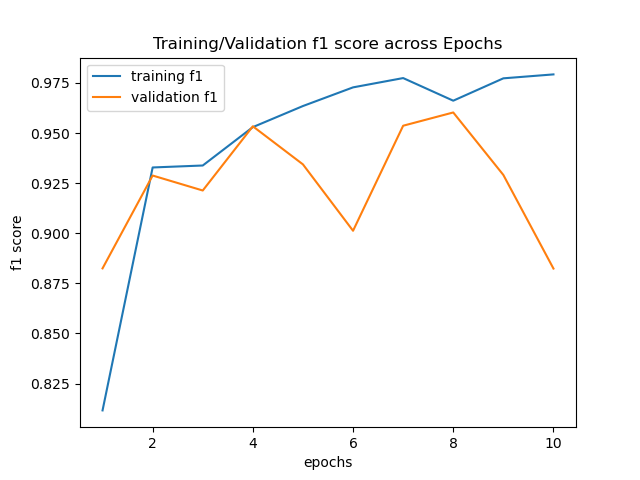 Training/Validation f1 score across Epochs
training f1
validation f1
0.975
0.950
0.925
0.900
0.875
0.850
0.825
f1 score
2 4 6 8 10
epochs